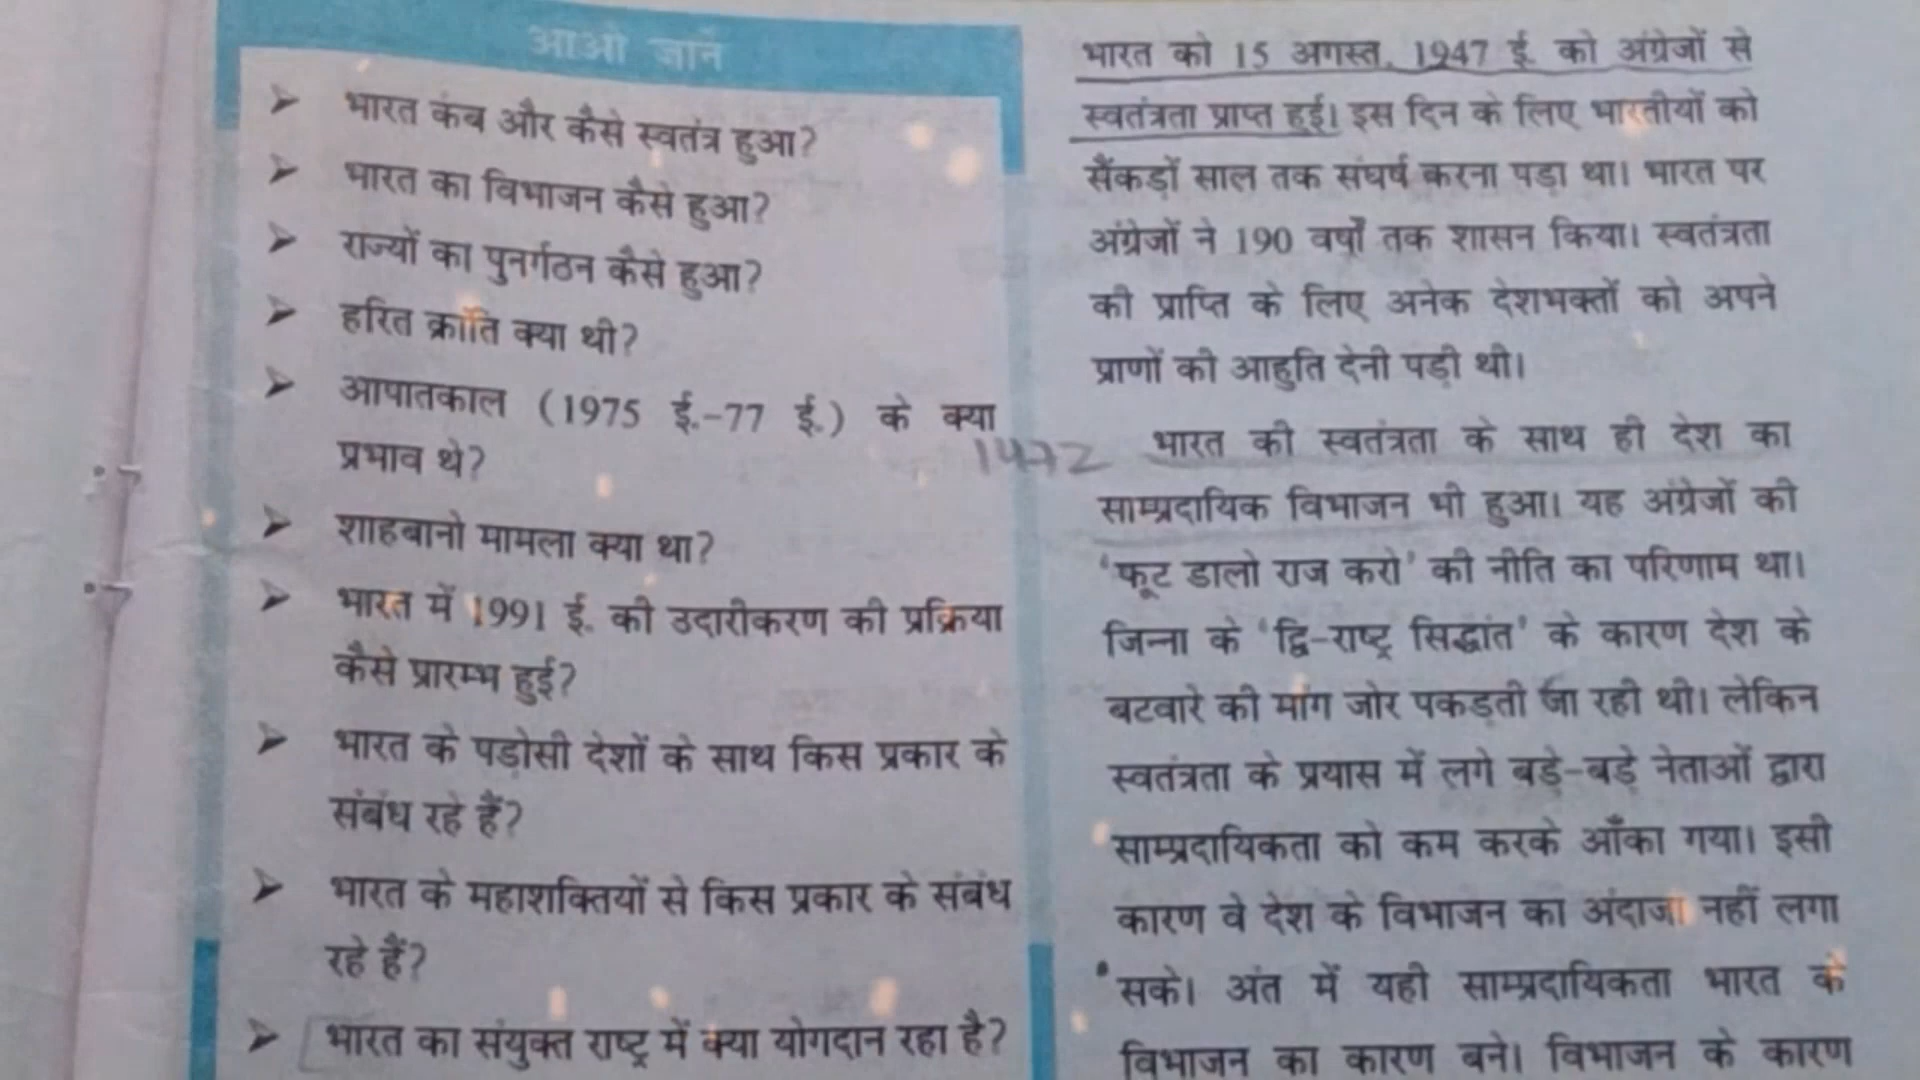 आओ जानें
भारत कब और कैसे स्वतंत्र हुआ?
भारत का विभाजन कैसे हुआ?
राज्यों का पुनर्गठन कैसे हुआ?
हरित क्रांति क्या थी?
आपातकाल (1975 ई.-77 ई.) के क्या
प्रभाव थे?
शाहबानो मामला क्या था?
भारत में 1991 ई. की उदारीकरण की प्रक्रिया
कैसे प्रारम्भ हुई?
भारत के पड़ोसी देशों के साथ किस प्रकार के
संबंध रहे हैं?
भारत के महाशक्तियों से किस प्रकार के संबंध
रहे हैं?
भारत का संयुक्त राष्ट्र में क्या योगदान रहा है?
भारत को 15 अगस्त, 1947 ई. को अंग्रेजों से
स्वतंत्रता प्राप्त हुई। इस दिन के लिए भारतीयों को
सैंकड़ों साल तक संघर्ष करना पड़ा था। भारत पर
अंग्रेजों ने 190 वर्षों तक शासन किया। स्वतंत्रता
की प्राप्ति के लिए अनेक देशभक्तों को अपने
प्राणों की आहुति देनी पड़ी थी।
भारत की स्वतंत्रता के साथ ही देश का
साम्प्रदायिक विभाजन भी हुआ। यह अंग्रेजों की
'फूट डालो राज करो' की नीति का परिणाम था।
जिन्ना के 'द्वि-राष्ट्र सिद्धांत' के कारण देश के
बटवारे की मांग जोर पकड़ती जा रही थी। लेकिन
स्वतंत्रता के प्रयास में लगे बड़े-बड़े नेताओं द्वारा
साम्प्रदायिकता को कम करके आँका गया। इसी
कारण वे देश के विभाजन का अंदाजा नहीं लगा
सके। अंत में यही साम्प्रदायिकता भारत के
विभाजन का कारण बने। विभाजन के कारण